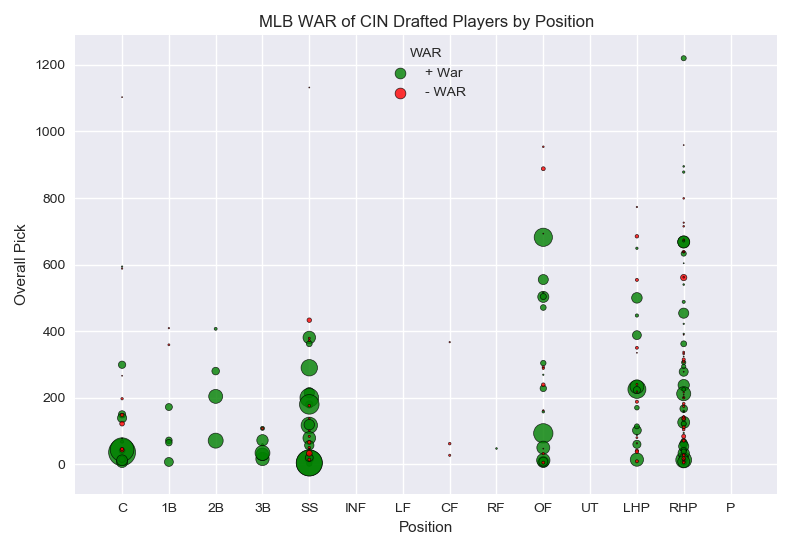 MLB WAR of CIN Drafted Players by Position
WAR
+ War
- WAR
1200
1000
800
600
400
200
0
Overall Pick
C 1B 2B 3B SS INF LF CF RF OF UT LHP RHP P
Position